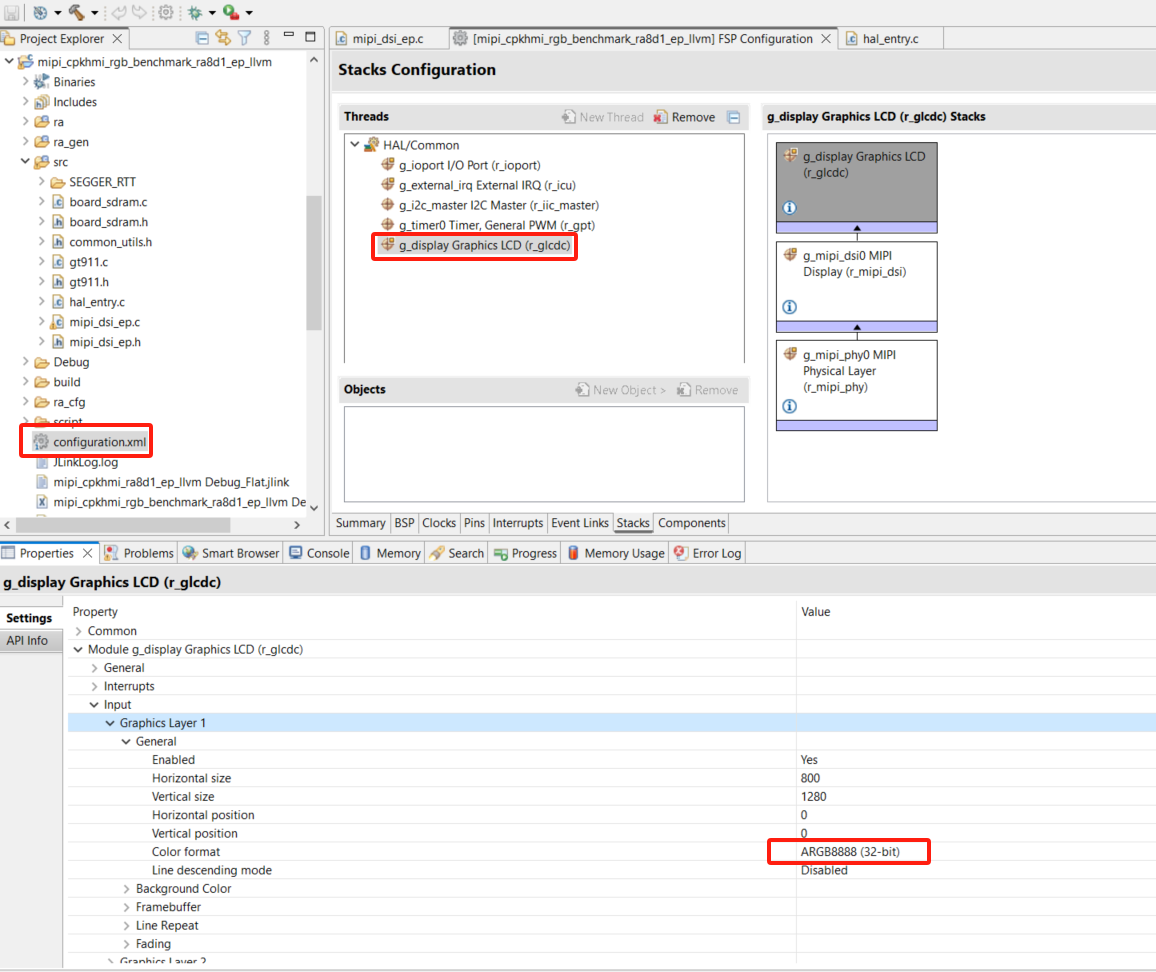 Project Explorer
mipi_cpkhmi_rgb_benchmark_ra8d1_ep_llvm
Binaries
Includes
ra
ra_gen
src
SEGGER_RTT
board_sdram.c
board_sdram.h
common_utils.h
gt911.c
gt911.h
hal_entry.c
mipi_dsi_ep.c
mipi_dsi_ep.h
Debug
build
ra_cfg
script
configuration.xml
JLinkLog.log
mipi_cpkhmi_ra8d1_ep_llvm Debug_Flat.jlink
mipi_cpkhmi_rgb_benchmark_ra8d1_ep_llvm De
mipi_dsi_ep.c
[mipi_cpkhmi_rgb_benchmark_ra8d1_ep_llvm] FSP Configuration
hal_entry.c
Stacks Configuration
Threads
New Thread
Remove
HAL/Common
g_ioport I/O Port (r_ioport)
g_external_irq External IRQ (r_icu)
g_i2c_master I2C Master (r_iic_master)
g_timer0 Timer, General PWM (r_gpt)
g_display Graphics LCD (r_glcdc)
Objects
New Object >
Remove
g_display Graphics LCD (r_glcdc) Stacks
g_display Graphics LCD
(r_glcdc)
g_mipi_dsi0 MIPI
Display (r_mipi_dsi)
g_mipi_phy0 MIPI
Physical Layer
(r_mipi_phy)
Summary BSP Clocks Pins Interrupts Event Links Stacks Components
Properties Problems Smart Browser Console Memory Search Progress Memory Usage Error Log
g_display Graphics LCD (r_glcdc)
Settings
API Info
Property Value
Common
Module g_display Graphics LCD (r_glcdc)
General
Interrupts
Input
Graphics Layer 1
General
Enabled Yes
Horizontal size 800
Vertical size 1280
Horizontal position 0
Vertical position 0
Color format ARGB8888 (32-bit)
Line descending mode Disabled
Background Color
Framebuffer
Line Repeat
Fading
Graphics Layer 2